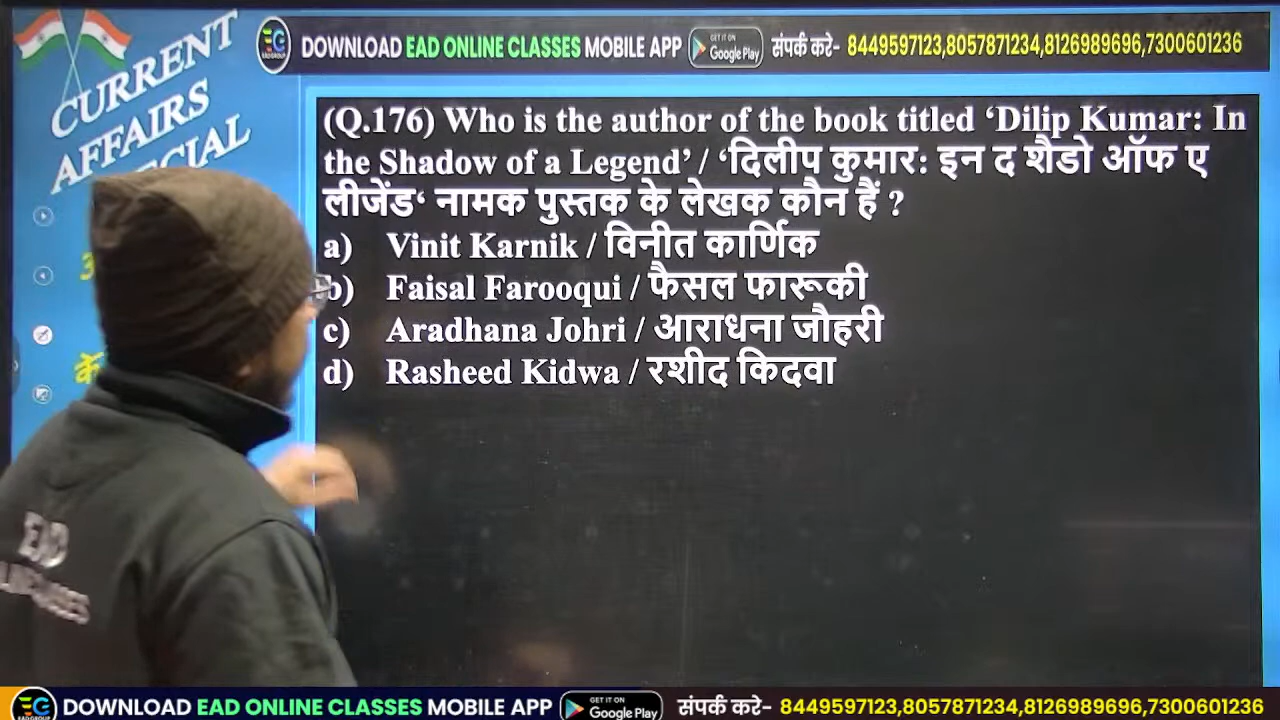 CURRENT
AFFAIRS
DOWNLOAD EAD ONLINE CLASSES MOBILE APP GET IT ON Google Play संपर्क करे- 8449597123,8057871234,8126989696,7300601236
(Q.176) Who is the author of the book titled ‘Dilip Kumar: In
the Shadow of a Legend’ / ‘दिलीप कुमार: इन द शैडो ऑफ ए
लीजेंड‘ नामक पुस्तक के लेखक कौन हैं ?
a) Vinit Karnik / विनीत कार्णिक
b) Faisal Farooqui / फैसल फारूकी
c) Aradhana Johri / आराधना जौहरी
d) Rasheed Kidwa / रशीद किदवा
EAD
DOWNLOAD EAD ONLINE CLASSES MOBILE APP GET IT ON Google Play संपर्क करे- 8449597123,8057871234,8126989696,7300601236